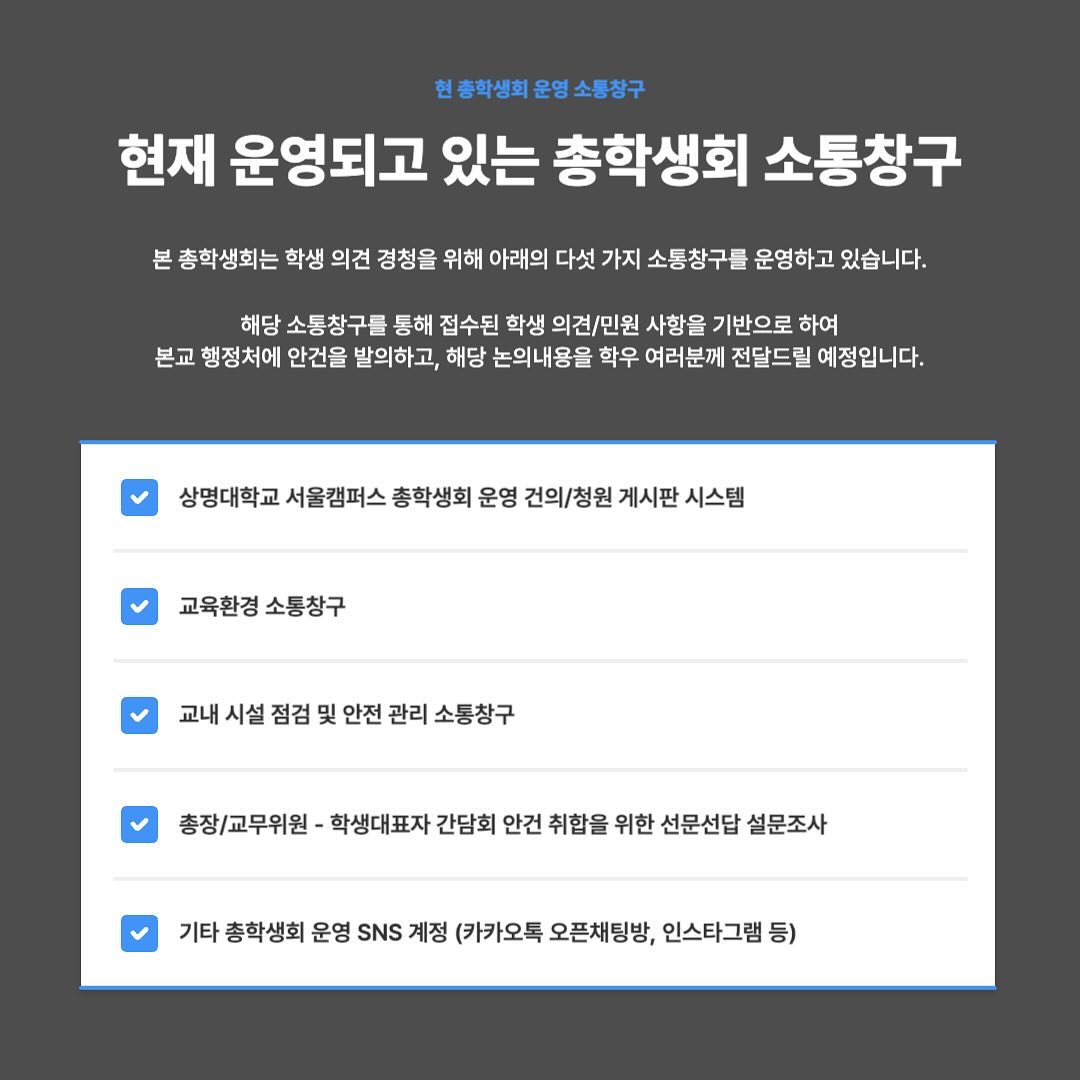 현 총학생회 운영 소통창구
현재 운영되고 있는 총학생회 소통창구
본 총학생회는 학생 의견 경청을 위해 아래의 다섯 가지 소통창구를 운영하고 있습니다.
해당 소통창구를 통해 접수된 학생 의견/민원 사항을 기반으로 하여
본교 행정처에 안건을 발의하고, 해당 논의내용을 학우 여러분께 전달드릴 예정입니다.
상명대학교 서울캠퍼스 총학생회 운영 건의/청원 게시판 시스템
교육환경 소통창구
교내 시설 점검 및 안전 관리 소통창구
총장/교무위원 - 학생대표자 간담회 안건 취합을 위한 선문선답 설문조사
기타 총학생회 운영 SNS 계정 (카카오톡 오픈채팅방, 인스타그램 등)